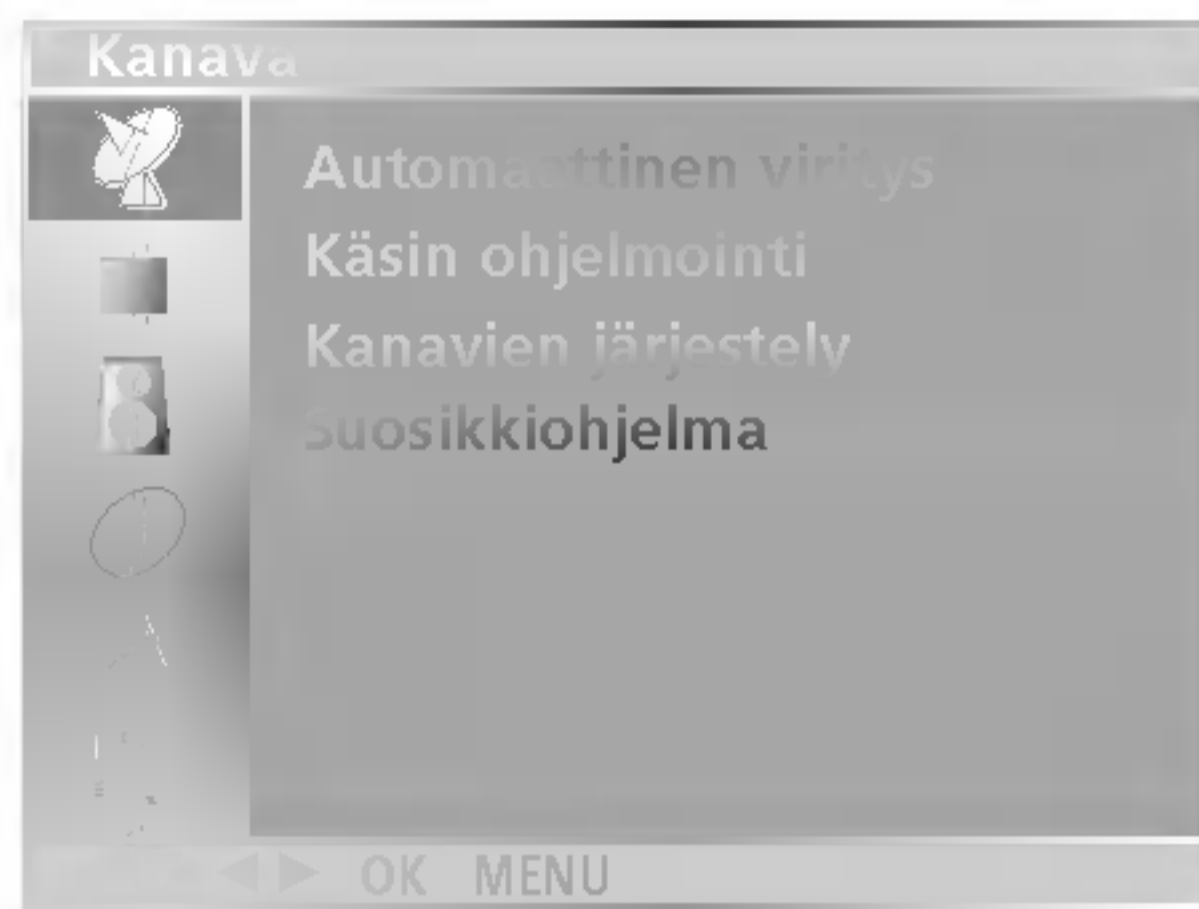 Kanava
Automaattinen viritys
Käsin ohjelmointi
Kanavien järjestely
Suosikkiohjelma
OK MENU